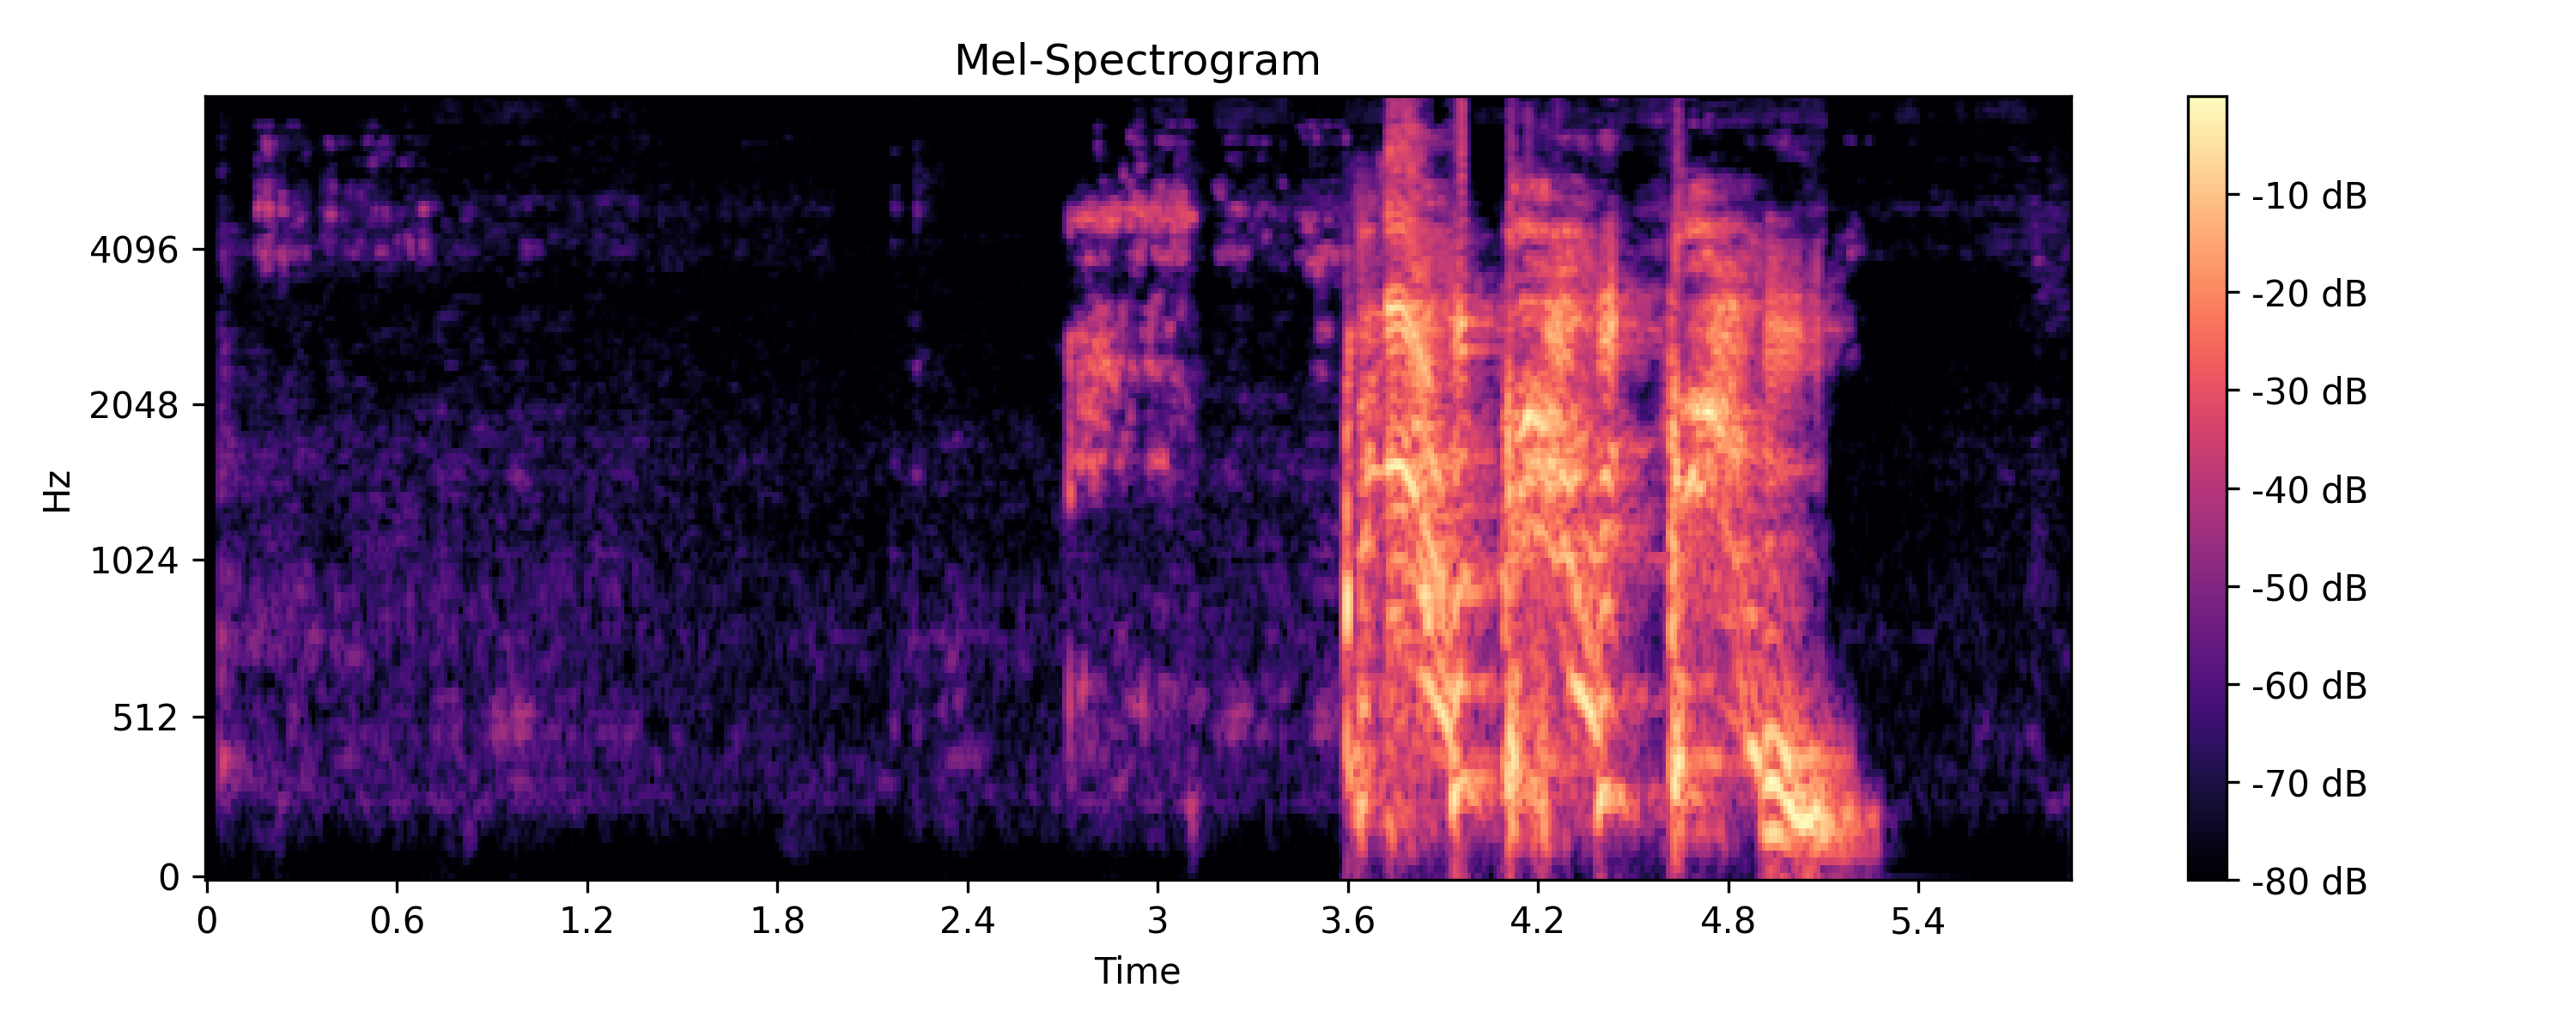 Mel-Spectrogram
Hz
4096
2048
1024
512
0
0 0.6 1.2 1.8 2.4 3 3.6 4.2 4.8 5.4
Time
-10 dB
-20 dB
-30 dB
-40 dB
-50 dB
-60 dB
-70 dB
-80 dB